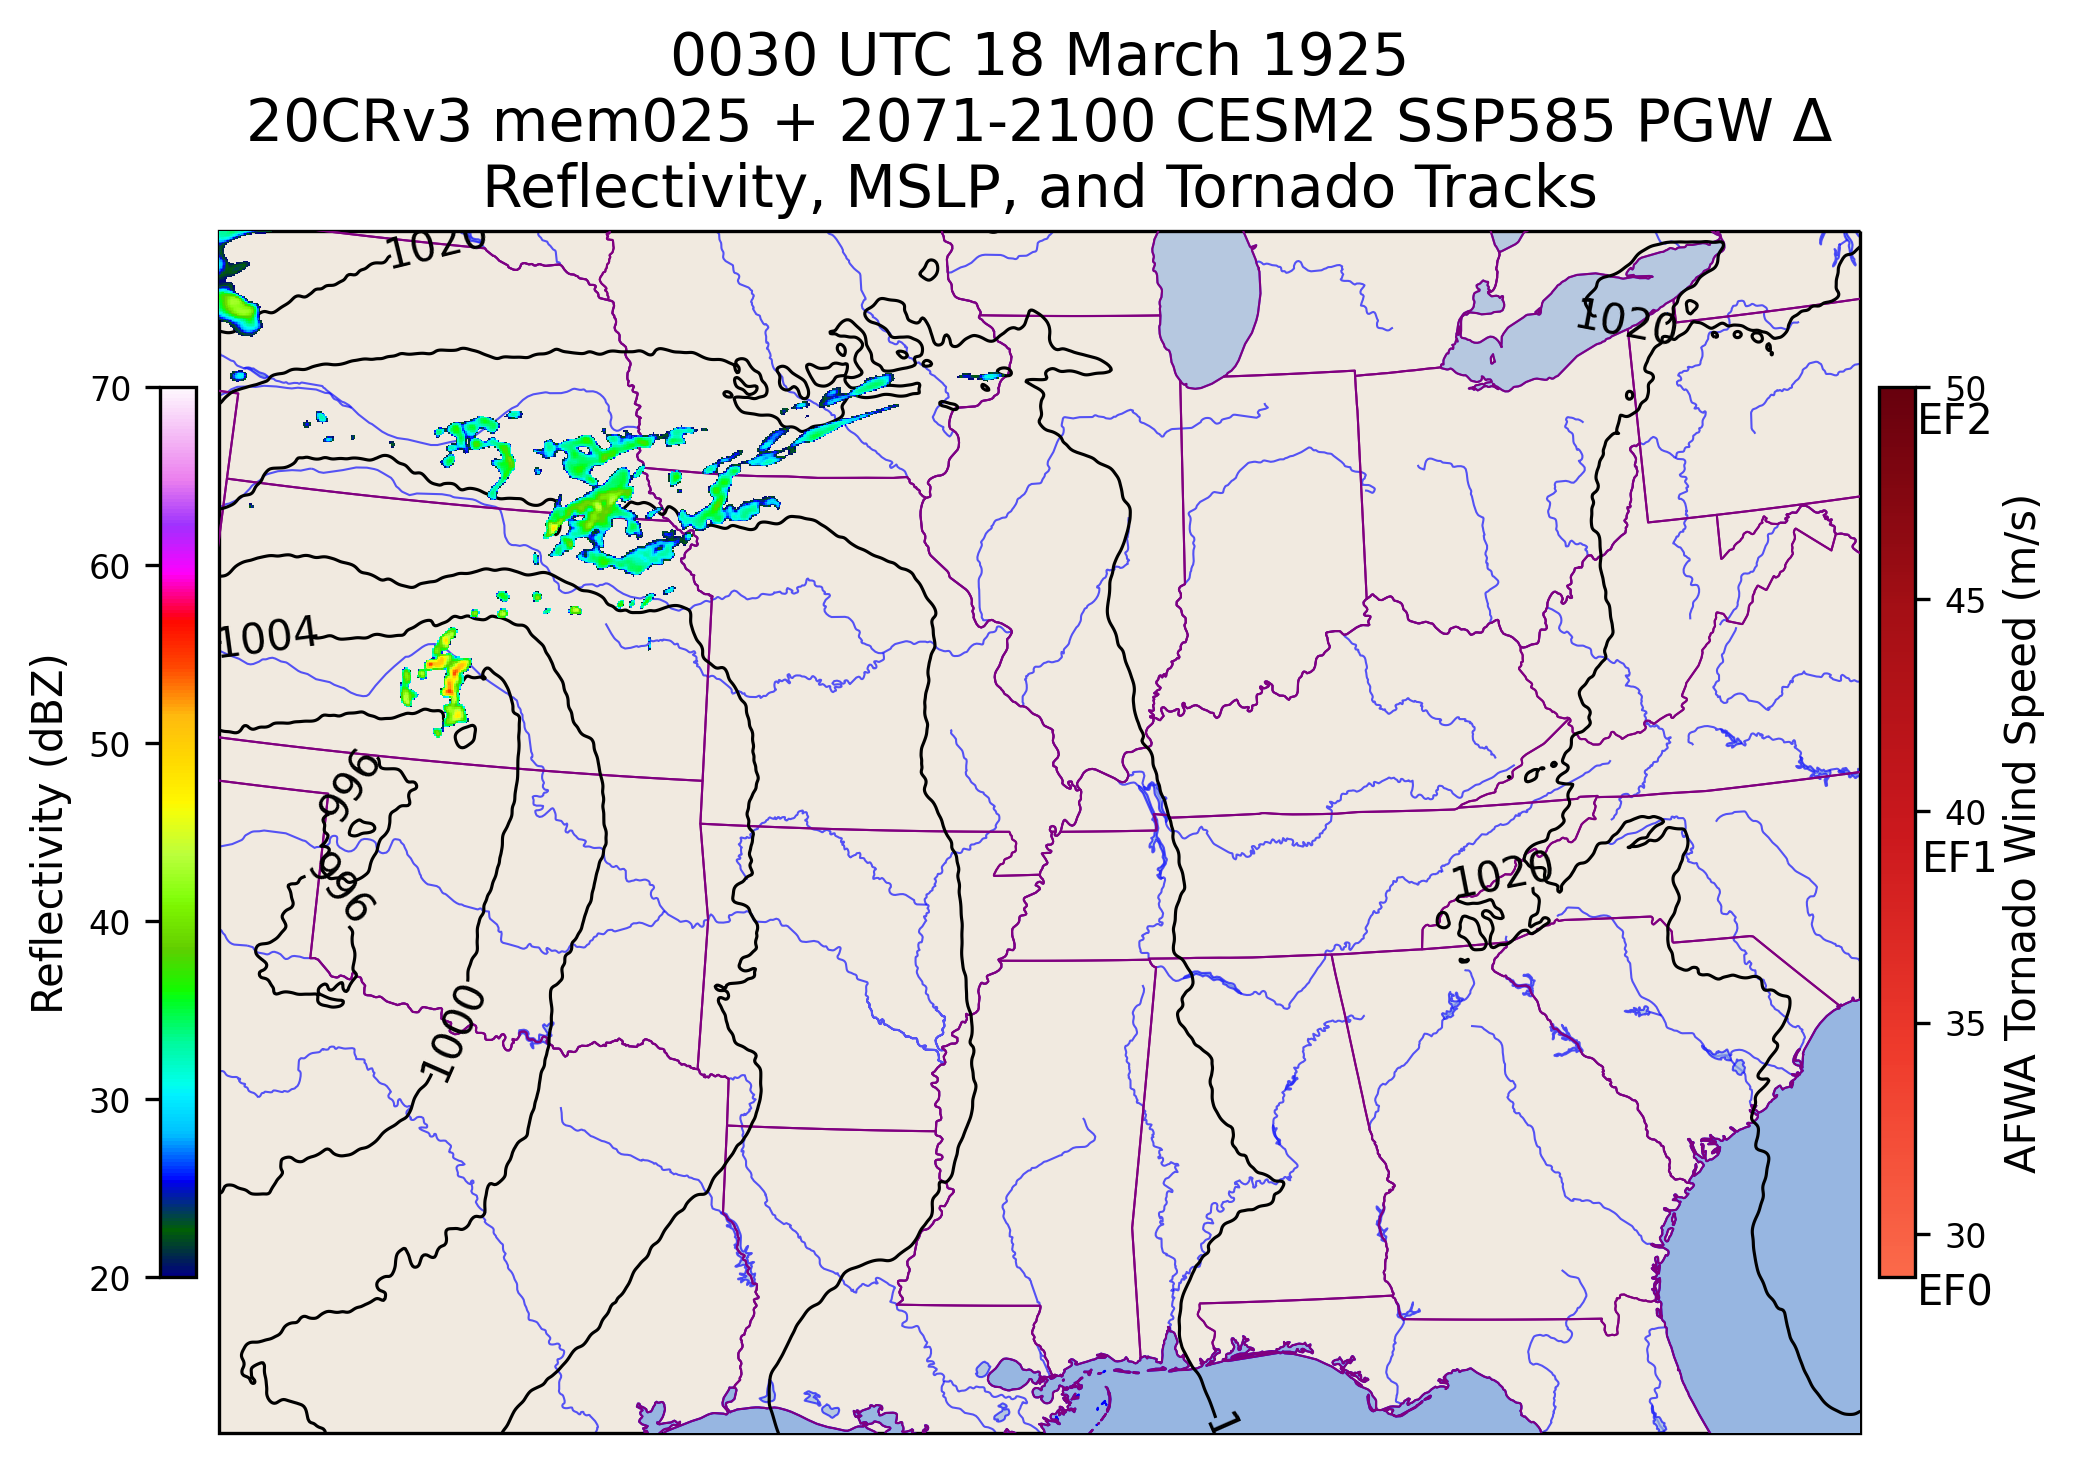 0030 UTC 18 March 1925
20CRv3 mem025 + 2071-2100 CESM2 SSP585 PGW Δ
Reflectivity, MSLP, and Tornado Tracks
1020
1020
1004
996
996
1020
1000
1
Reflectivity (dBZ)
70
60
50
40
30
20
50
EF2
45
40
EF1
35
30
EF0
AFWA Tornado Wind Speed (m/s)